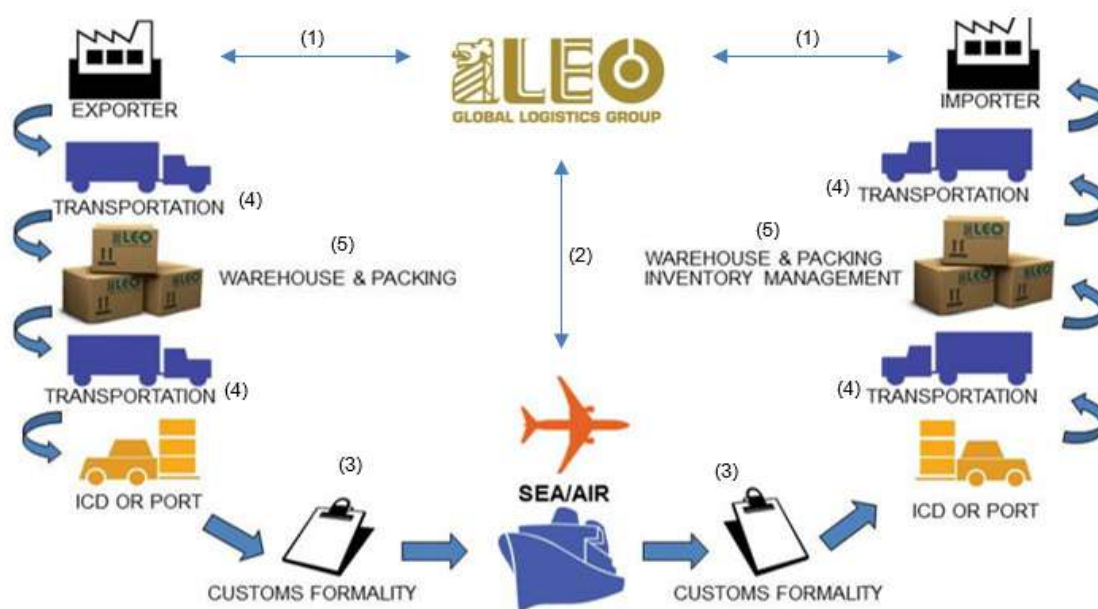 (1)
(1)
LEO
GLOBAL LOGISTICS GROUP
EXPORTER
IMPORTER
TRANSPORTATION (4)
(4) TRANSPORTATION
LEO
(5)
WAREHOUSE & PACKING
(2)
(5)
WAREHOUSE & PACKING
INVENTORY MANAGEMENT
LEO
TRANSPORTATION (4)
(4) TRANSPORTATION
ICD OR PORT
(3)
SEA/AIR
(3)
ICD OR PORT
CUSTOMS FORMALITY
CUSTOMS FORMALITY